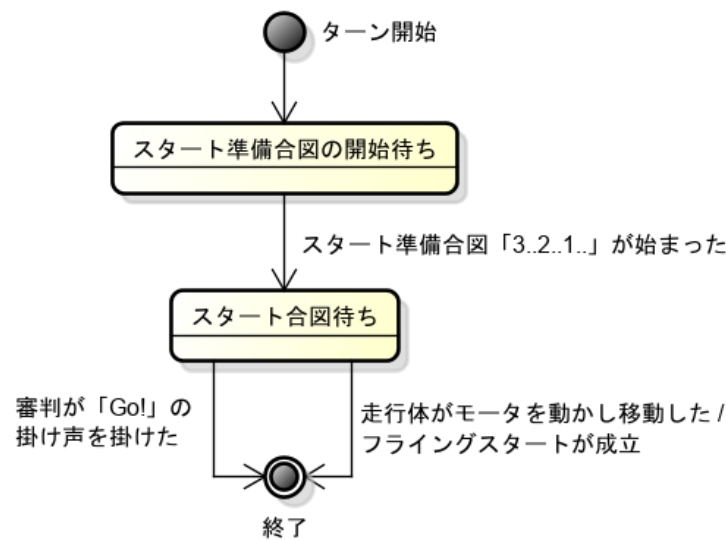 ターン開始
スタート準備合図の開始待ち
スタート準備合図「3..2..1..」が始まった
スタート合図待ち
審判が「Go!」の
掛け声を掛けた
走行体がモータを動かし移動した /
フライングスタートが成立
終了